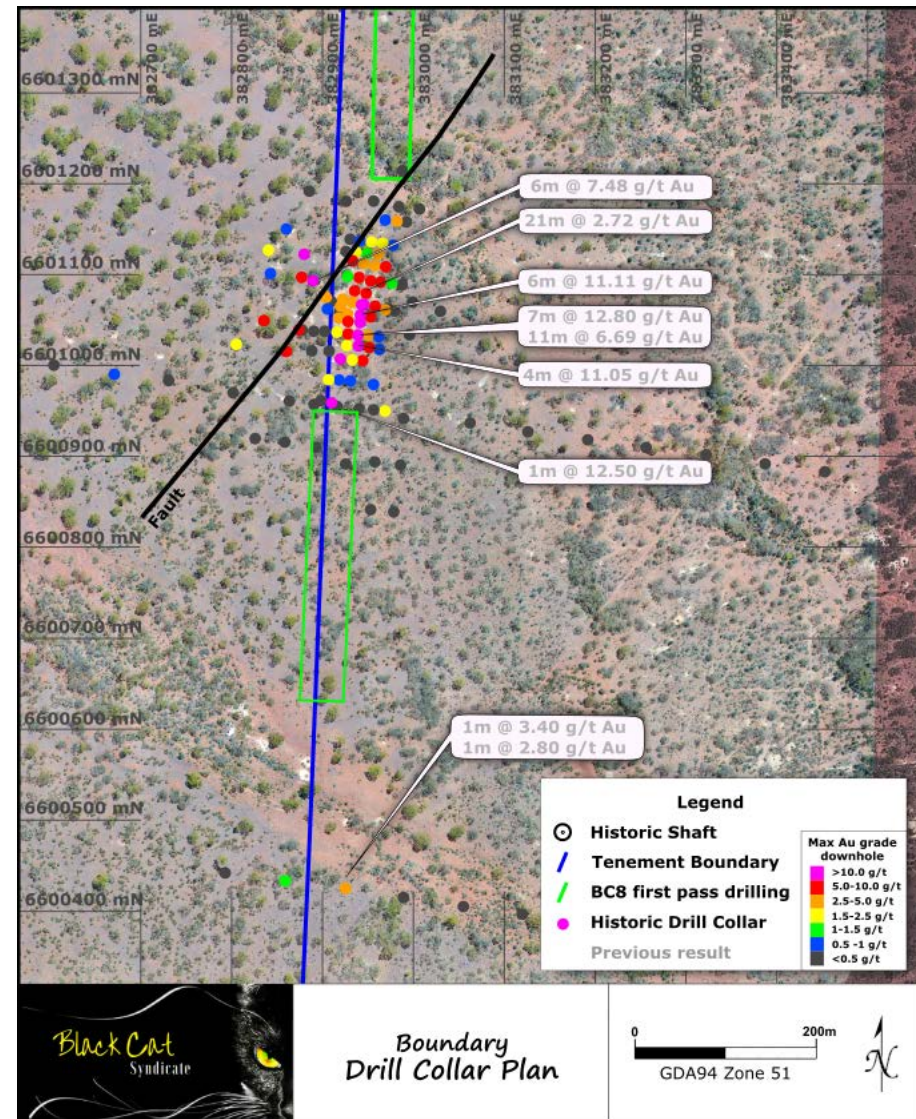 382700 mE
382800 mE
382900 mE
383000 mE
383100 mE
383200 mE
383300 mE
383400 mE
6601300 mN
6601200 mN
6601100 mN
6601000 mN
6600900 mN
6600800 mN
6600700 mN
6600600 mN
6600500 mN
6600400 mN
6m @ 7.48 g/t Au
21m @ 2.72 g/t Au
6m @ 11.11 g/t Au
7m @ 12.80 g/t Au
11m @ 6.69 g/t Au
4m @ 11.05 g/t Au
1m @ 12.50 g/t Au
Fault
1m @ 3.40 g/t Au
1m @ 2.80 g/t Au
Legend
Historic Shaft
Tenement Boundary
BC8 first pass drilling
Historic Drill Collar
Previous result
Max Au grade
downhole
>10.0 g/t
5.0-10.0 g/t
2.5-5.0 g/t
1.5-2.5 g/t
1-1.5 g/t
0.5 -1 g/t
<0.5 g/t
Black Cat
Syndicate
Boundary
Drill Collar Plan
0 200m
GDA94 Zone 51
N